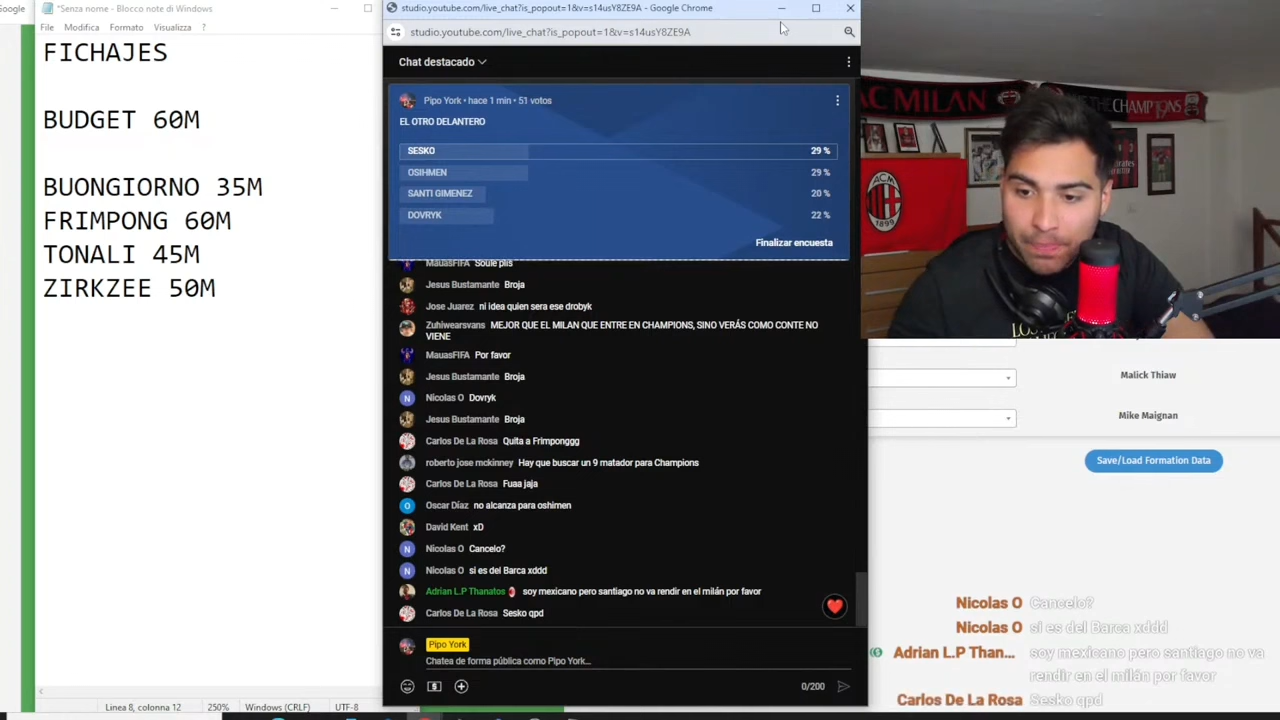 Google
*Senza nome - Blocco note di Windows
File Modifica Formato Visualizza ?
FICHAJES
BUDGET 60M
BUONGIORNO 35M
FRIMPONG 60M
TONALI 45M
ZIRKZEE 50M
Linea 8, colonna 12 250% Windows (CRLF) UTF-8
studio.youtube.com/live_chat?is_popout=1&v=s14usY8ZE9A - Google Chrome
studio.youtube.com/live_chat?is_popout=1&v=s14usY8ZE9A
Chat destacado
Pipo York • hace 1 min • 51 votos
EL OTRO DELANTERO
SESKO 29 %
OSIHMEN 29 %
SANTI GIMENEZ 20 %
DOVRYK 22 %
Finalizar encuesta
MauasFIFA Soule plis
Jesus Bustamante Broja
Jose Juarez ni idea quien sera ese drobyk
Zuhiwearsvans MEJOR QUE EL MILAN QUE ENTRE EN CHAMPIONS, SINO VERÁS COMO CONTE NO
VIENE
MauasFIFA Por favor
Jesus Bustamante Broja
N Nicolas O Dovryk
Jesus Bustamante Broja
Carlos De La Rosa Quita a Frimponggg
roberto jose mckinney Hay que buscar un 9 matador para Champions
Carlos De La Rosa Fuaa jaja
O Oscar Díaz no alcanza para oshimen
David Kent xD
N Nicolas O Cancelo?
N Nicolas O si es del Barca xddd
Adrian L.P Thanatos soy mexicano pero santiago no va rendir en el milán por favor
Carlos De La Rosa Sesko qpd
Pipo York
Chatea de forma pública como Pipo York...
0/200
AC MILAN
THE CHAMP19NS
ACM
1899
Malick Thiaw
Mike Maignan
Save/Load Formation Data
Nicolas O Cancelo?
Nicolas O si es del Barca xddd
Adrian L.P Than... soy mexicano pero santiago no va
rendir en el milán por favor
Carlos De La Rosa Sesko qpd